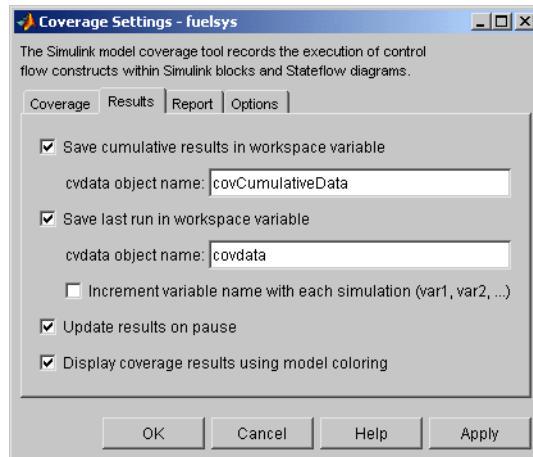 Coverage Settings - fuelsys
The Simulink model coverage tool records the execution of control
flow constructs within Simulink blocks and Stateflow diagrams.
Coverage Results Report Options
Save cumulative results in workspace variable
cvdata object name: covCumulativeData
Save last run in workspace variable
cvdata object name: covdata
Increment variable name with each simulation (var1, var2, ...)
Update results on pause
Display coverage results using model coloring
OK Cancel Help Apply